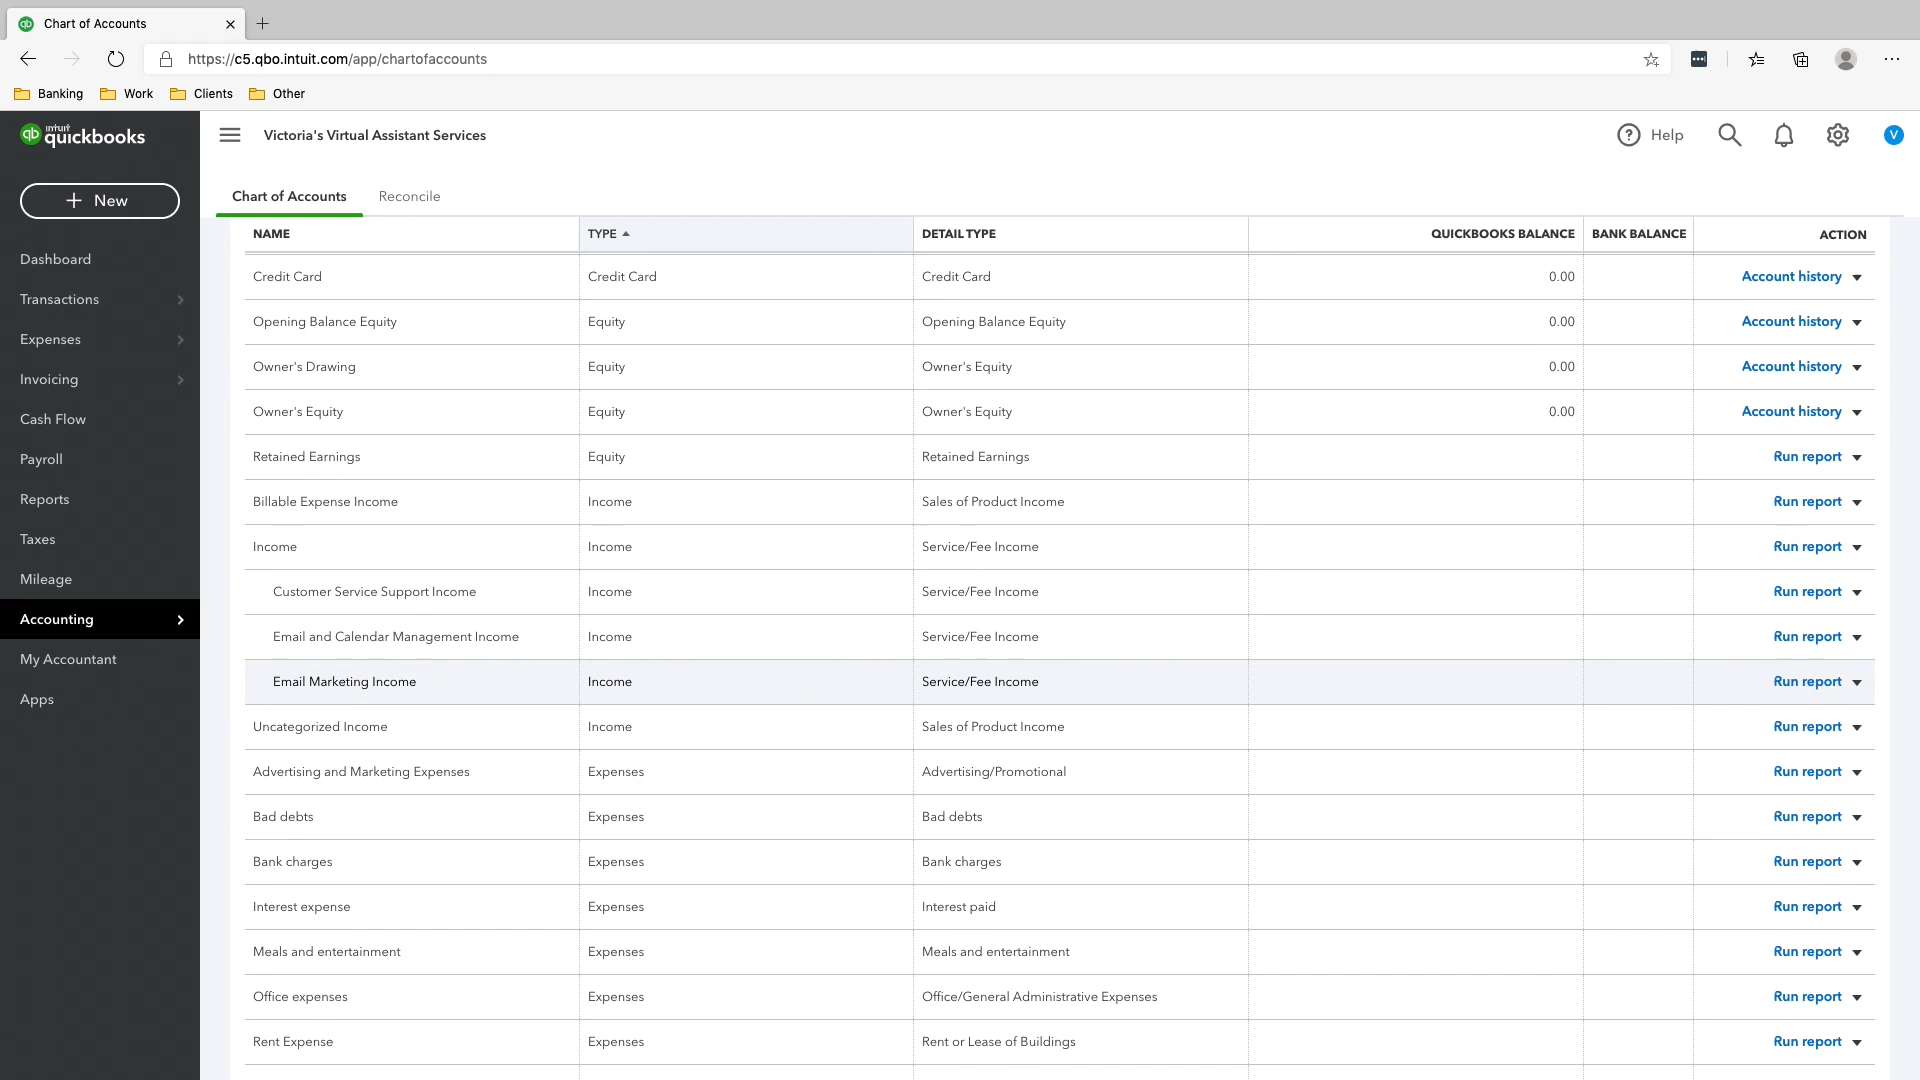 Chart of Accounts
https://c5.qbo.intuit.com/app/chartofaccounts
Banking Work Clients Other
intuit quickbooks
Victoria's Virtual Assistant Services
Help
V
New
Chart of Accounts Reconcile
Dashboard
Transactions
Expenses
Invoicing
Cash Flow
Payroll
Reports
Taxes
Mileage
Accounting
My Accountant
Apps
NAME TYPE DETAIL TYPE QUICKBOOKS BALANCE BANK BALANCE ACTION
Credit Card Credit Card Credit Card 0.00 Account history
Opening Balance Equity Equity Opening Balance Equity 0.00 Account history
Owner's Drawing Equity Owner's Equity 0.00 Account history
Owner's Equity Equity Owner's Equity 0.00 Account history
Retained Earnings Equity Retained Earnings Run report
Billable Expense Income Income Sales of Product Income Run report
Income Income Service/Fee Income Run report
Customer Service Support Income Income Service/Fee Income Run report
Email and Calendar Management Income Income Service/Fee Income Run report
Email Marketing Income Income Service/Fee Income Run report
Uncategorized Income Income Sales of Product Income Run report
Advertising and Marketing Expenses Expenses Advertising/Promotional Run report
Bad debts Expenses Bad debts Run report
Bank charges Expenses Bank charges Run report
Interest expense Expenses Interest paid Run report
Meals and entertainment Expenses Meals and entertainment Run report
Office expenses Expenses Office/General Administrative Expenses Run report
Rent Expense Expenses Rent or Lease of Buildings Run report